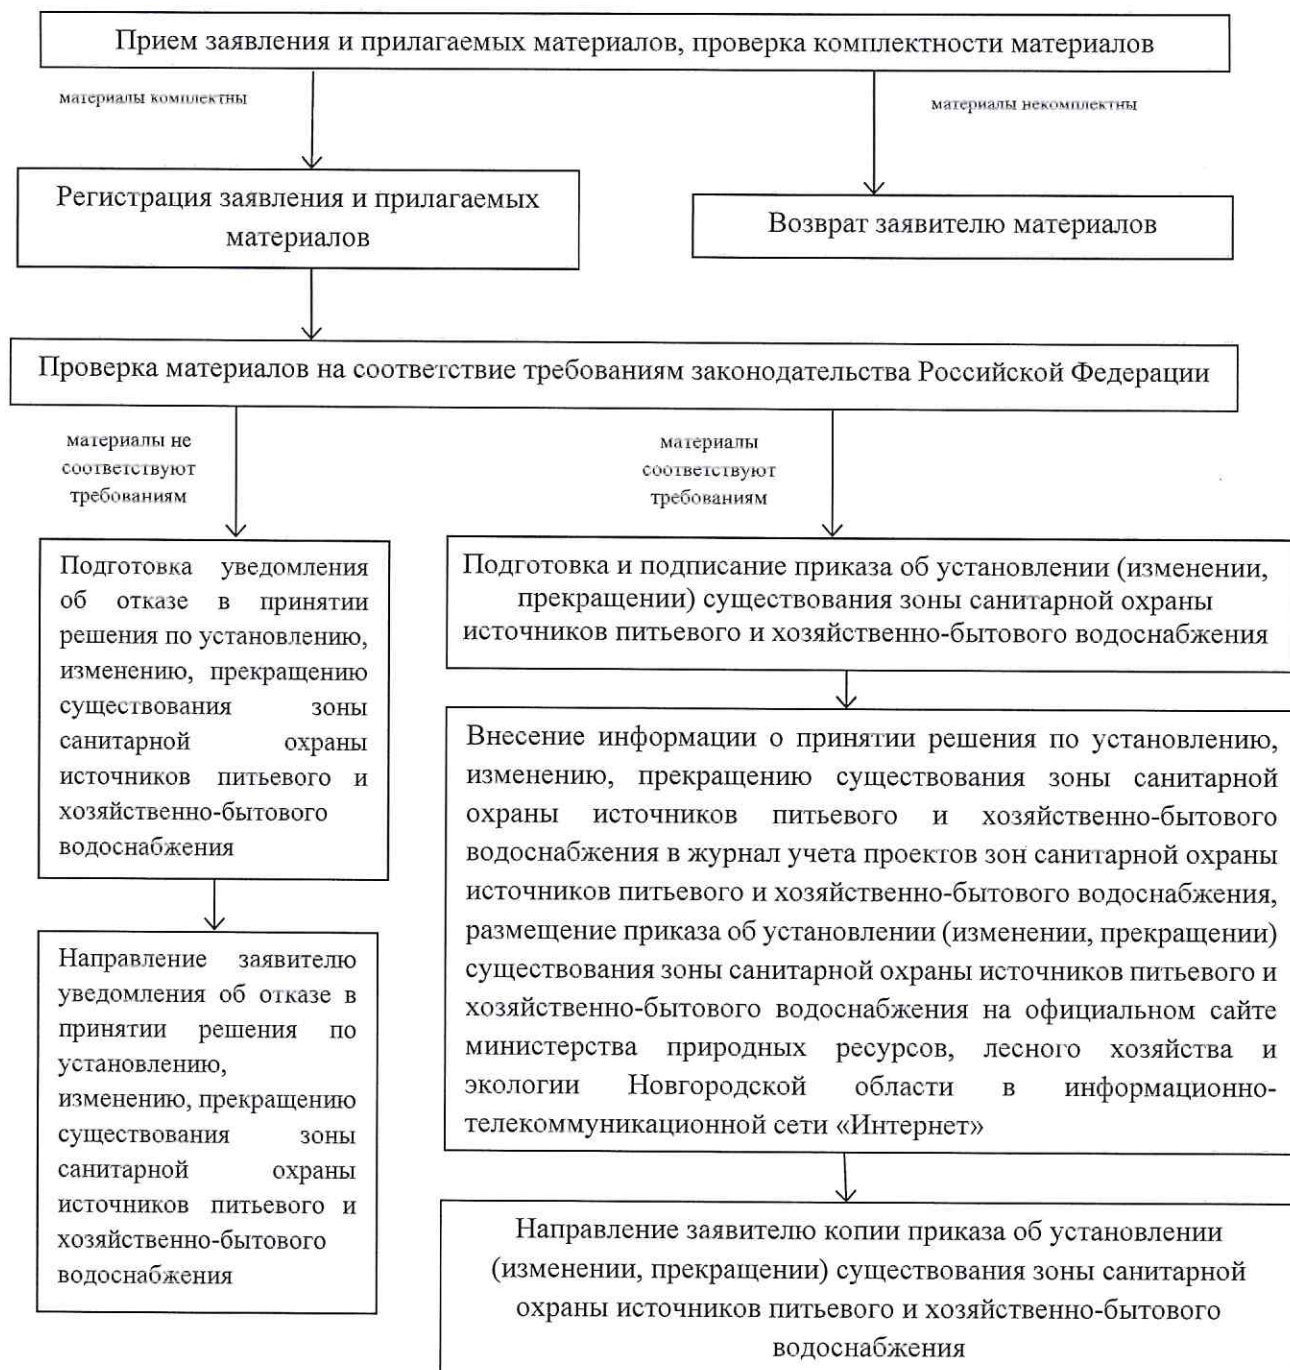 Прием заявления и прилагаемых материалов, проверка комплектности материалов
материалы комплектны
материалы некомплектны
Регистрация заявления и прилагаемых
материалов
Возврат заявителю материалов
Проверка материалов на соответствие требованиям законодательства Российской Федерации
материалы не
соответствуют
требованиям
материалы
соответствуют
требованиям
Подготовка уведомления
об отказе в принятии
решения по установлению,
изменению, прекращению
существования зоны
санитарной охраны
источников питьевого и
хозяйственно-бытового
водоснабжения
Направление заявителю
уведомления об отказе в
принятии решения по
установлению,
изменению, прекращению
существования зоны
санитарной охраны
источников питьевого и
хозяйственно-бытового
водоснабжения
Подготовка и подписание приказа об установлении (изменении,
прекращении) существования зоны санитарной охраны
источников питьевого и хозяйственно-бытового водоснабжения
Внесение информации о принятии решения по установлению,
изменению, прекращению существования зоны санитарной
охраны источников питьевого и хозяйственно-бытового
водоснабжения в журнал учета проектов зон санитарной охраны
источников питьевого и хозяйственно-бытового водоснабжения,
размещение приказа об установлении (изменении, прекращении)
существования зоны санитарной охраны источников питьевого и
хозяйственно-бытового водоснабжения на официальном сайте
министерства природных ресурсов, лесного хозяйства и
экологии Новгородской области в информационно-
телекоммуникационной сети «Интернет»
Направление заявителю копии приказа об установлении
(изменении, прекращении) существования зоны санитарной
охраны источников питьевого и хозяйственно-бытового
водоснабжения